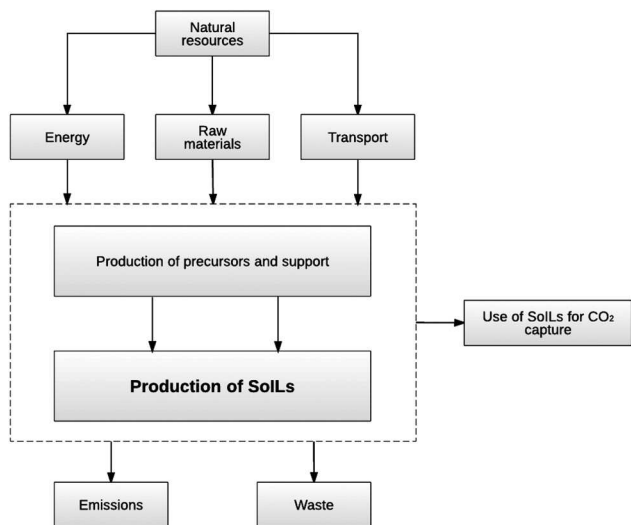 Natural
resources
Energy
Raw
materials
Transport
Production of precursors and support
Production of SoILs
Use of SoILs for CO₂
capture
Emissions
Waste